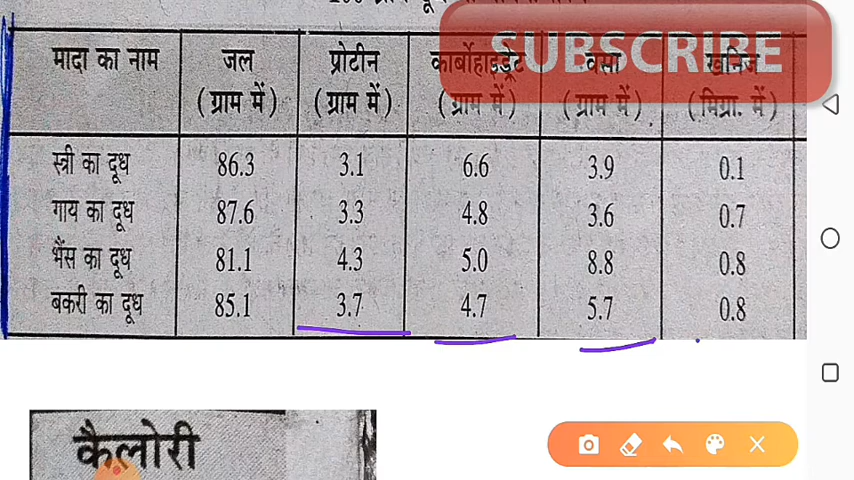 SUBSCRIBE
मादा का नाम जल प्रोटीन कार्बोहाइड्रेट वसा खनिज
(ग्राम में) (ग्राम में) (ग्राम में) (ग्राम में) (मिग्रा. में)
स्त्री का दूध 86.3 3.1 6.6 3.9 0.1
गाय का दूध 87.6 3.3 4.8 3.6 0.7
भैंस का दूध 81.1 4.3 5.0 8.8 0.8
बकरी का दूध 85.1 3.7 4.7 5.7 0.8
कैलोरी